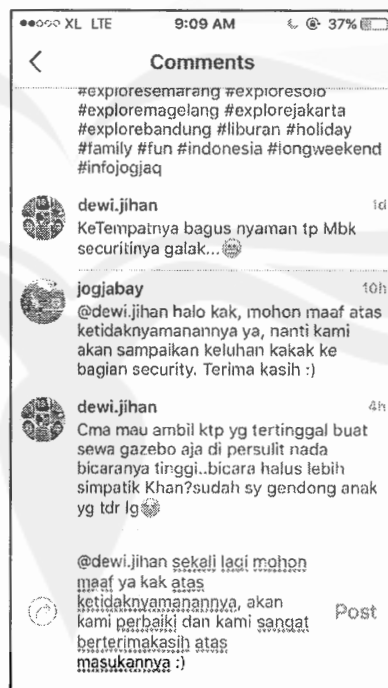 XL LTE 9:09 AM 37%
Comments
#exploresemarang #exploresolo
#exploremagelang #explorejakarta
#explorebandung #liburan #holiday
#family #fun #indonesia #longweekend
#infojogjaq
dewi.jihan 1d
KeTempatnya bagus nyaman tp Mbk
securitinya galak...
jogjabay 10h
@dewi.jihan halo kak, mohon maaf atas
ketidaknyamanannya ya, nanti kami
akan sampaikan keluhan kakak ke
bagian security. Terima kasih :)
dewi.jihan 4h
Cma mau ambil ktp yg tertinggal buat
sewa gazebo aja di persulit nada
bicaranya tinggi..bicara halus lebih
simpatik Khan?sudah sy gendong anak
yg tdr lg
@dewi.jihan sekali lagi mohon
maaf ya kak atas
ketidaknyamanannya, akan
kami perbaiki dan kami sangat
berterimakasih atas
masukannya :)
Post